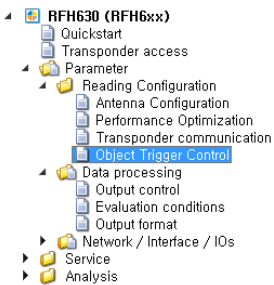 RFH630 (RFH6xx)
Quickstart
Transponder access
Parameter
Reading Configuration
Antenna Configuration
Performance Optimization
Transponder communication
Object Trigger Control
Data processing
Output control
Evaluation conditions
Output format
Network / Interface / IOs
Service
Analysis